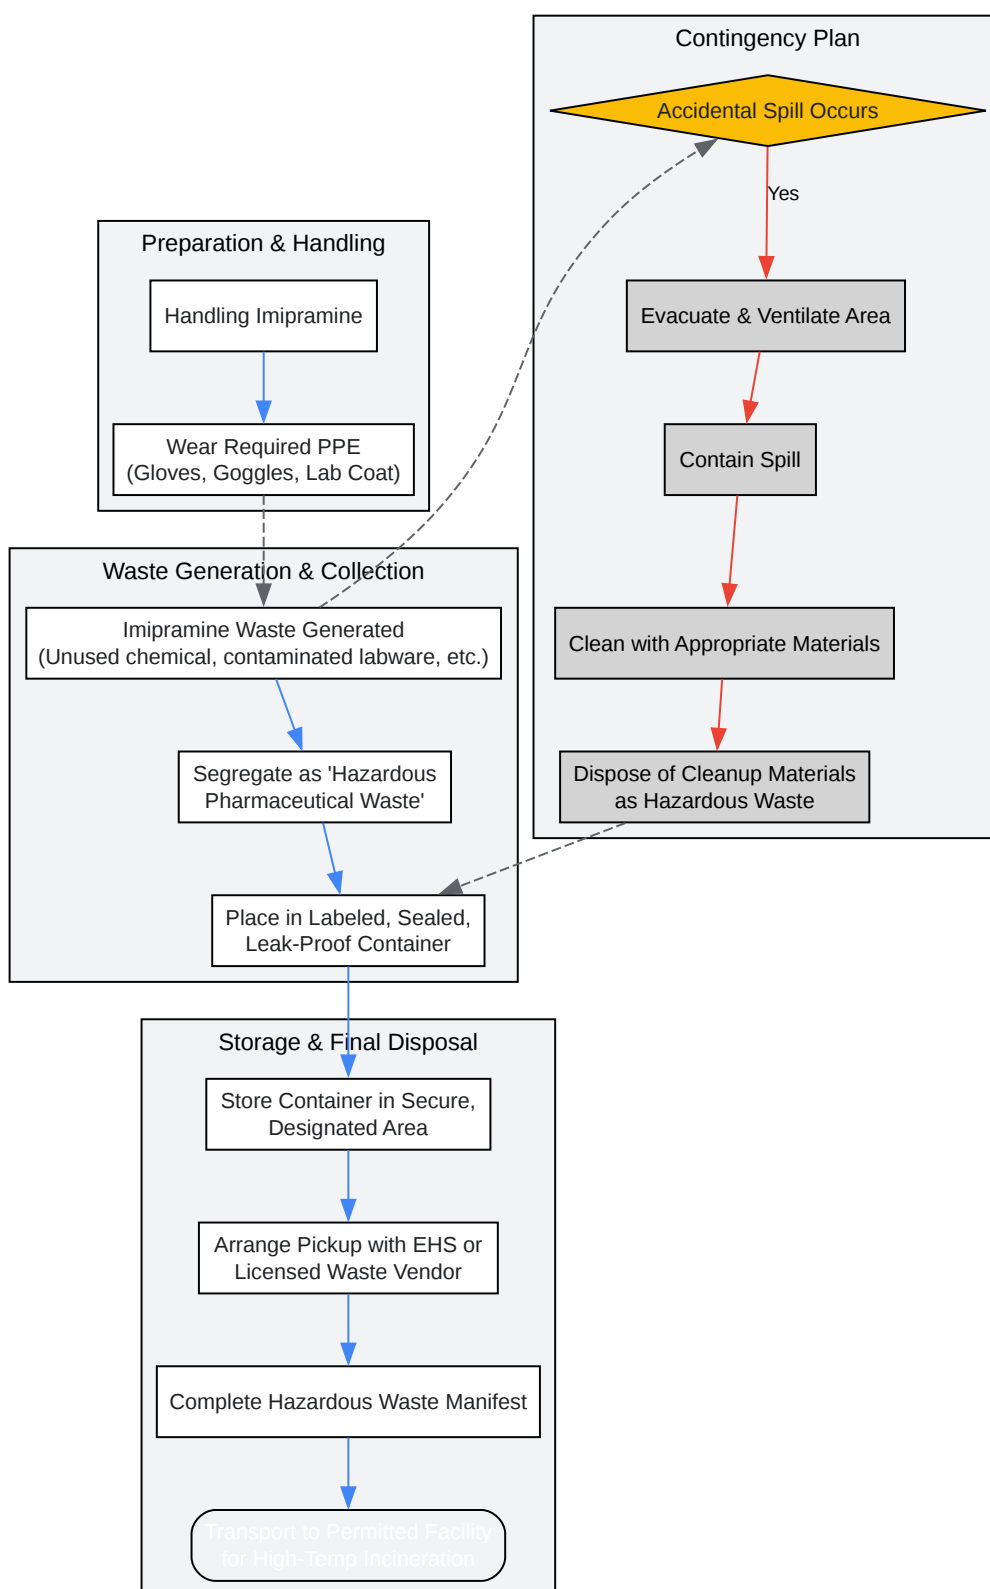 Contingency Plan
Accidental Spill Occurs
Yes
Evacuate & Ventilate Area
Contain Spill
Clean with Appropriate Materials
Dispose of Cleanup Materials
as Hazardous Waste
Preparation & Handling
Handling Imipramine
Wear Required PPE
(Gloves, Goggles, Lab Coat)
Waste Generation & Collection
Imipramine Waste Generated
(Unused chemical, contaminated labware, etc.)
Segregate as 'Hazardous
Pharmaceutical Waste'
Place in Labeled, Sealed,
Leak-Proof Container
Storage & Final Disposal
Store Container in Secure,
Designated Area
Arrange Pickup with EHS or
Licensed Waste Vendor
Complete Hazardous Waste Manifest
Transport to Permitted Facility
for High-Temp Incineration